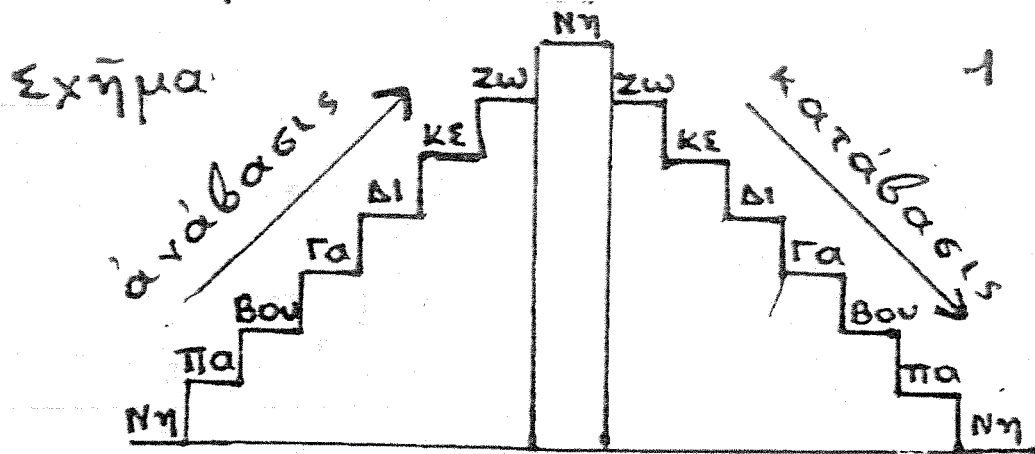 Σχῆμα 1
ἀνάβασις
κατάβασις
Νη
Πα
Βου
Γα
Δι
κε
Ζω
Νη
Ζω
κε
Δι
Γα
Βου
Πα
Νη